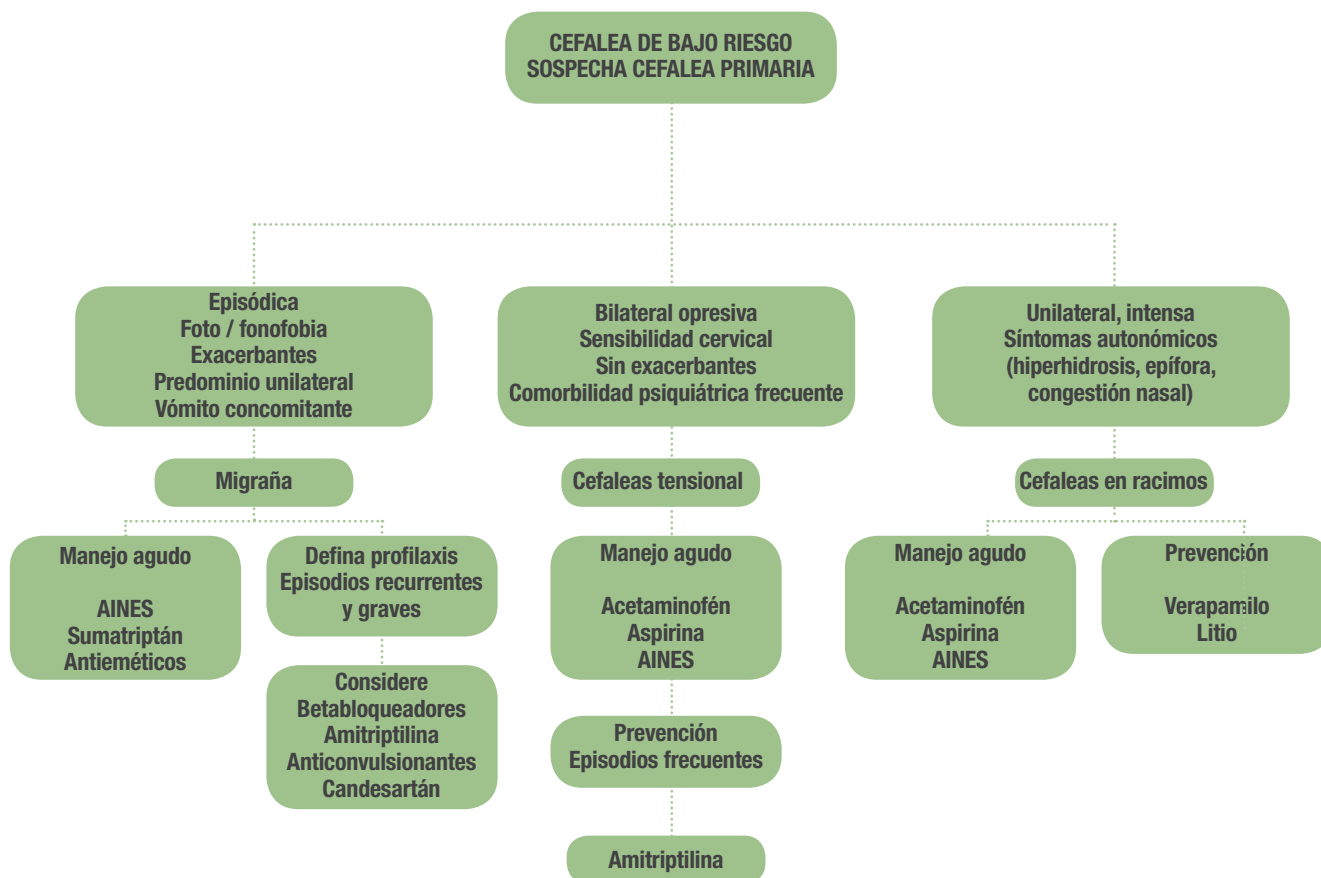 CEFALEA DE BAJO RIESGO
SOSPECHA CEFALEA PRIMARIA
Episódica
Foto / fonofobia
Exacerbantes
Predominio unilateral
Vómito concomitante
Migraña
Manejo agudo
AINES
Sumatriptán
Antieméticos
Defina profilaxis
Episodios recurrentes
y graves
Considere
Betabloqueadores
Amitriptilina
Anticonvulsionantes
Candesartán
Bilateral opresiva
Sensibilidad cervical
Sin exacerbantes
Comorbilidad psiquiátrica frecuente
Cefaleas tensional
Manejo agudo
Acetaminofén
Aspirina
AINES
Prevención
Episodios frecuentes
Amitriptilina
Unilateral, intensa
Síntomas autonómicos
(hiperhidrosis, epífora,
congestión nasal)
Cefaleas en racimos
Manejo agudo
Acetaminofén
Aspirina
AINES
Prevención
Verapamilo
Litio